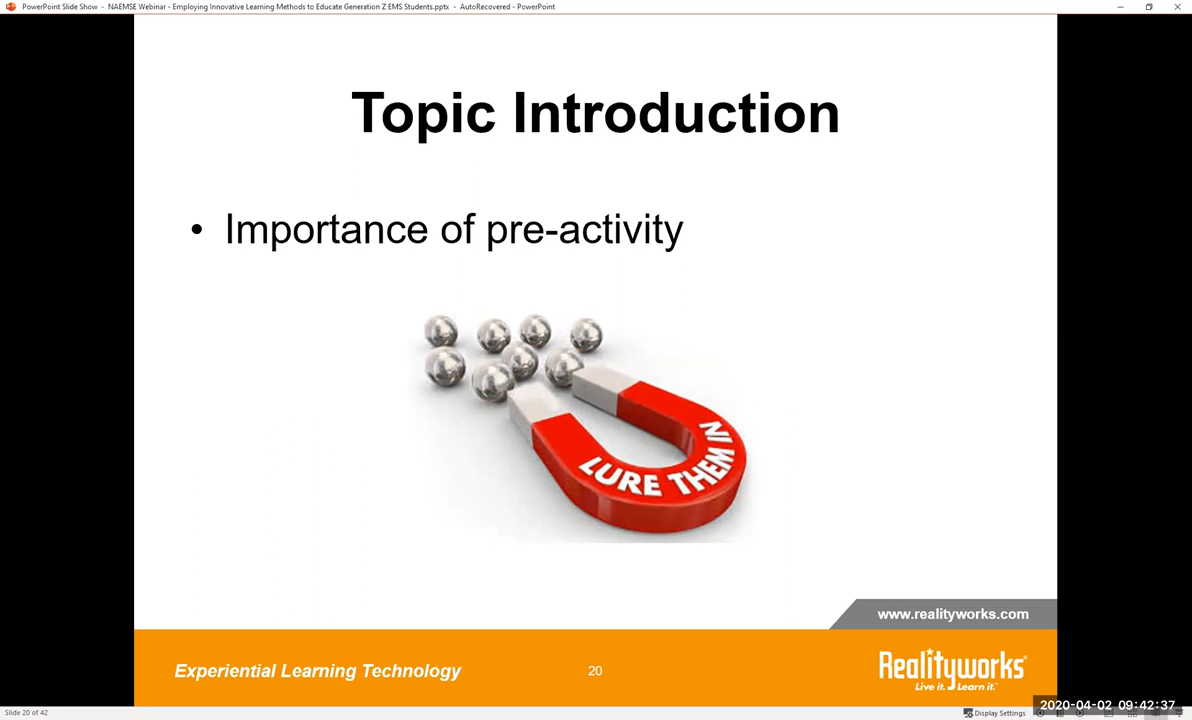 PowerPoint Slide Show - NAEMSE Webinar - Employing Innovative Learning Methods to Educate Generation Z EMS Students.pptx - AutoRecovered - PowerPoint
Topic Introduction
• Importance of pre-activity
LURE THEM IN
www.realityworks.com
Experiential Learning Technology
20
Realityworks®
Live it. Learn it.™
2020-04-02 09:42:37
Slide 20 of 42
Display Settings